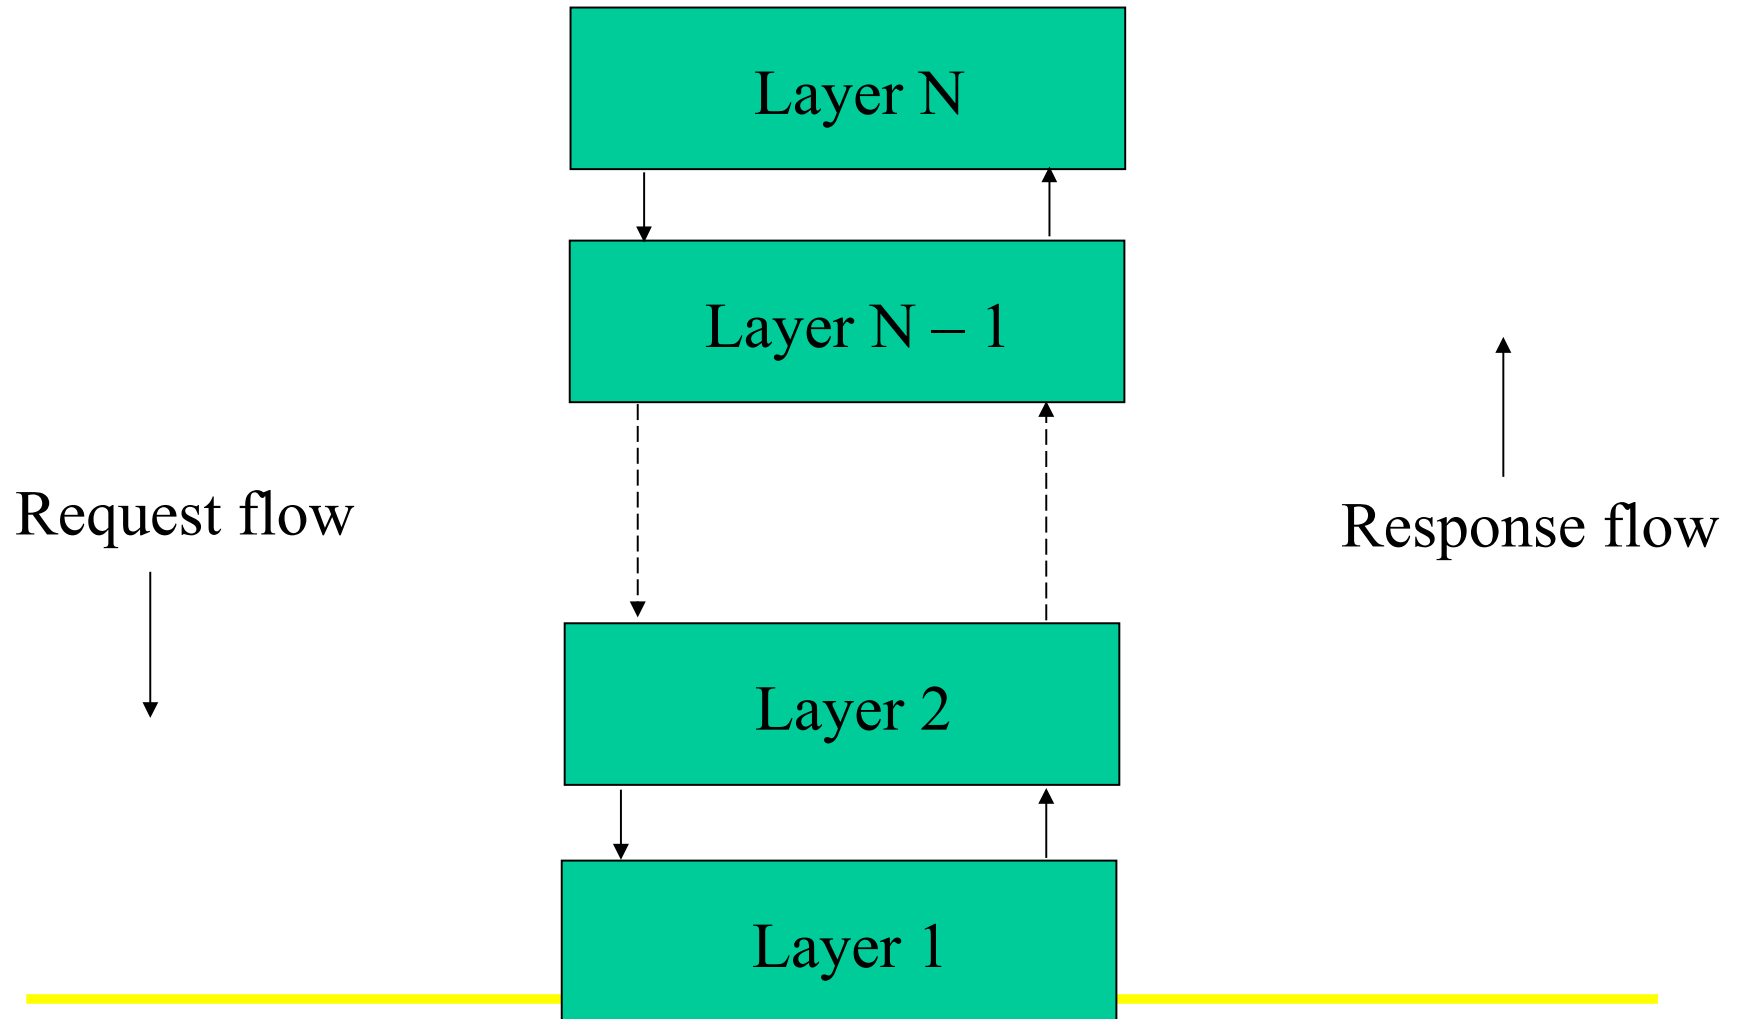 Layer N
Layer N – 1
Request flow
Response flow
Layer 2
Layer 1